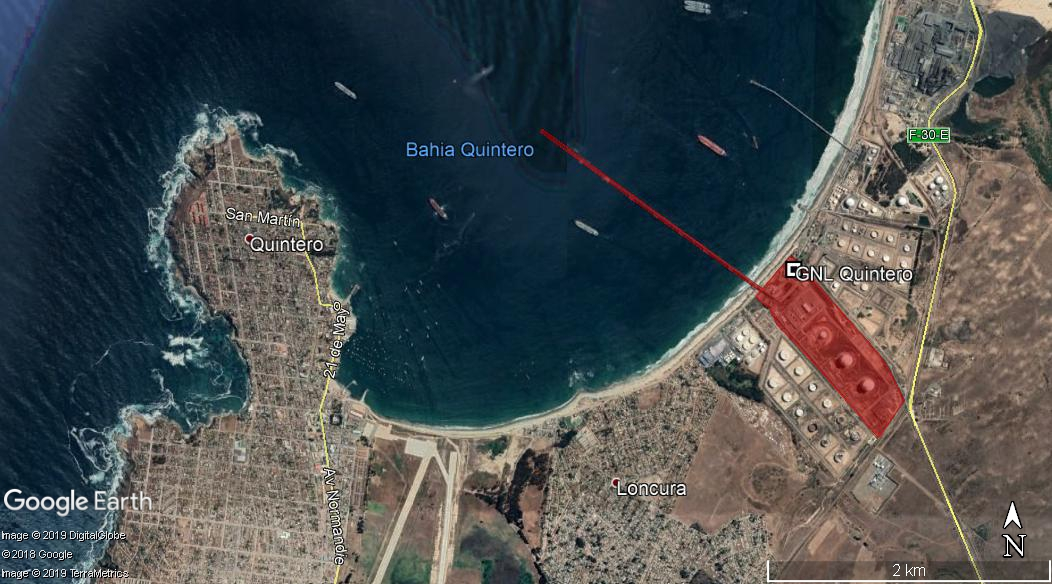 F-30-E
Bahia Quintero
San Martín
Quintero
GNL Quintero
21 de Mayo
Av Normandie
Loncura
Google Earth
Image © 2019 DigitalGlobe
© 2018 Google
Image © 2019 TerraMetrics
N
2 km